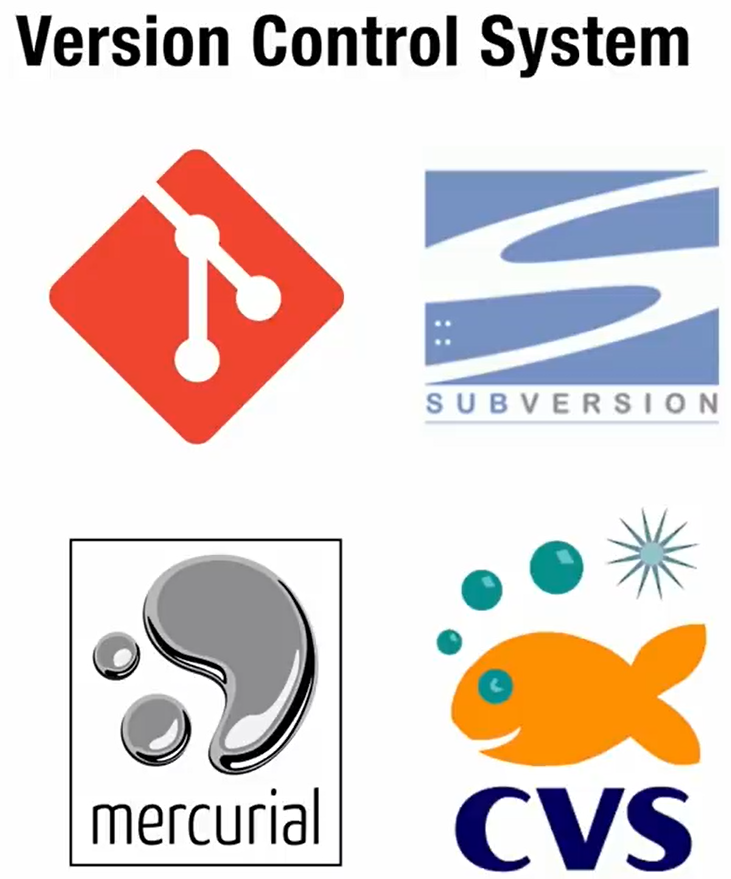 Version Control System
SUBVERSION
mercurial
CVS